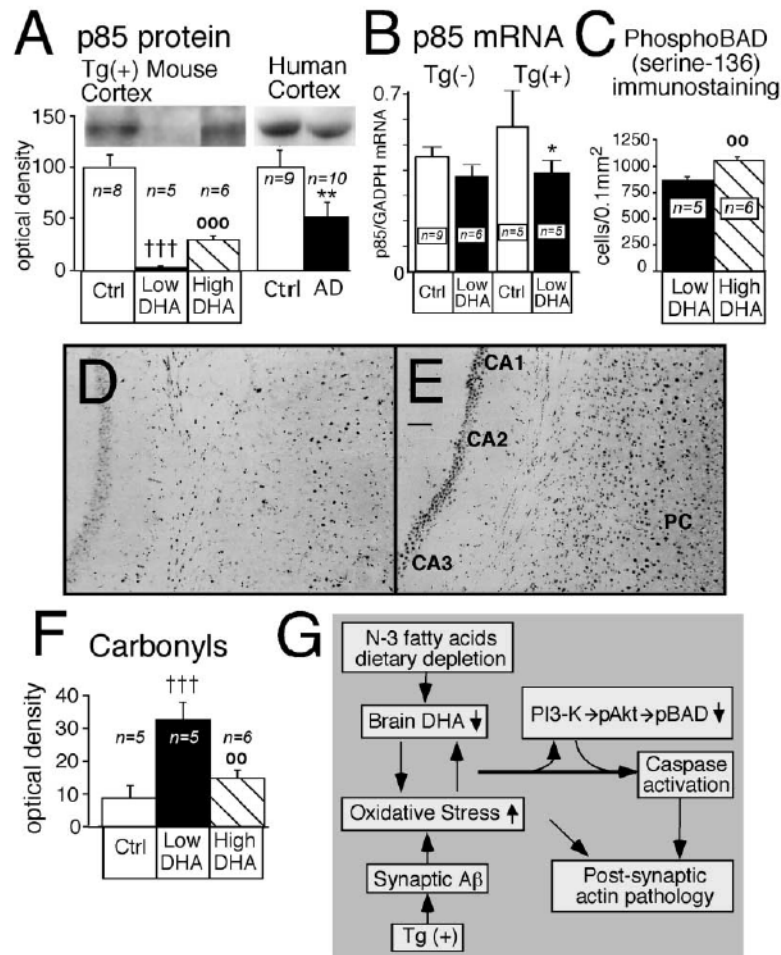 A p85 protein
Tg(+) Mouse Cortex
Human Cortex
optical density
150
100
50
0
n=8
n=5
n=6
†††
ooo
n=9
n=10
**
Ctrl
Low DHA
High DHA
Ctrl
AD
B p85 mRNA
Tg(-)
Tg(+)
p85/GADPH mRNA
0.7
0
*
n=9
n=6
n=5
n=5
Ctrl
Low DHA
Ctrl
Low DHA
C PhosphoBAD
(serine-136)
immunostaining
cells/0.1mm²
1250
1000
750
500
250
0
oo
n=5
n=6
Low DHA
High DHA
D
E
CA1
CA2
CA3
PC
F Carbonyls
optical density
40
30
20
10
0
†††
n=5
n=5
n=6
oo
Ctrl
Low DHA
High DHA
G
N-3 fatty acids
dietary depletion
Brain DHA ↓
PI3-K→pAkt→pBAD ↓
Caspase
activation
Oxidative Stress ↑
Synaptic Aβ
Post-synaptic
actin pathology
Tg (+)